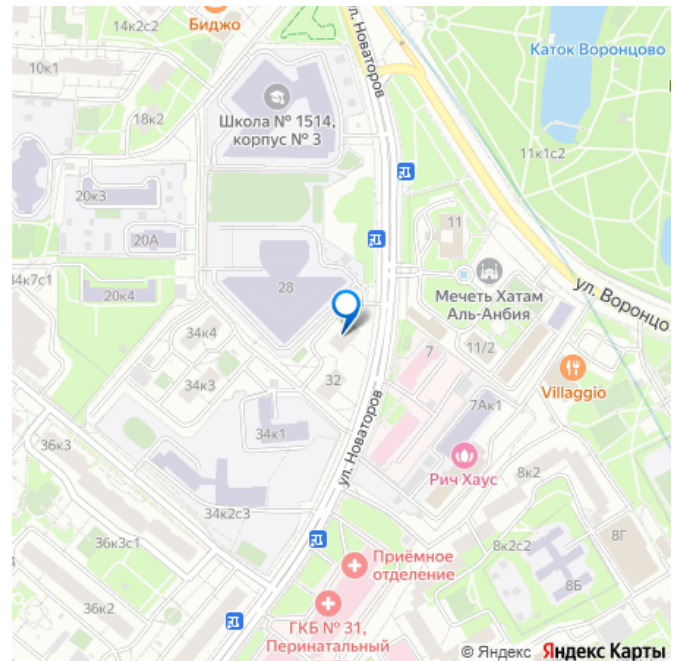 14к2с2
Биджо
ул. Новаторов
Каток Воронцово
10к1
Школа № 1514,
корпус № 3
18к2
11к1с2
20к3
11
20А
34к7с1
28
20к4
Мечеть Хатам
Аль-Анбия
ул. Воронцо
34к4
7
11/2
34к3
32
Villaggio
ул. Новаторов
7Ак1
36к3
34к1
Рич Хаус
8к2
34к2с3
36к3с1
8к2с2
8Г
Приёмное
отделение
8Б
36к2
ГКБ № 31,
Перинатальный
© Яндекс Яндекс Карты